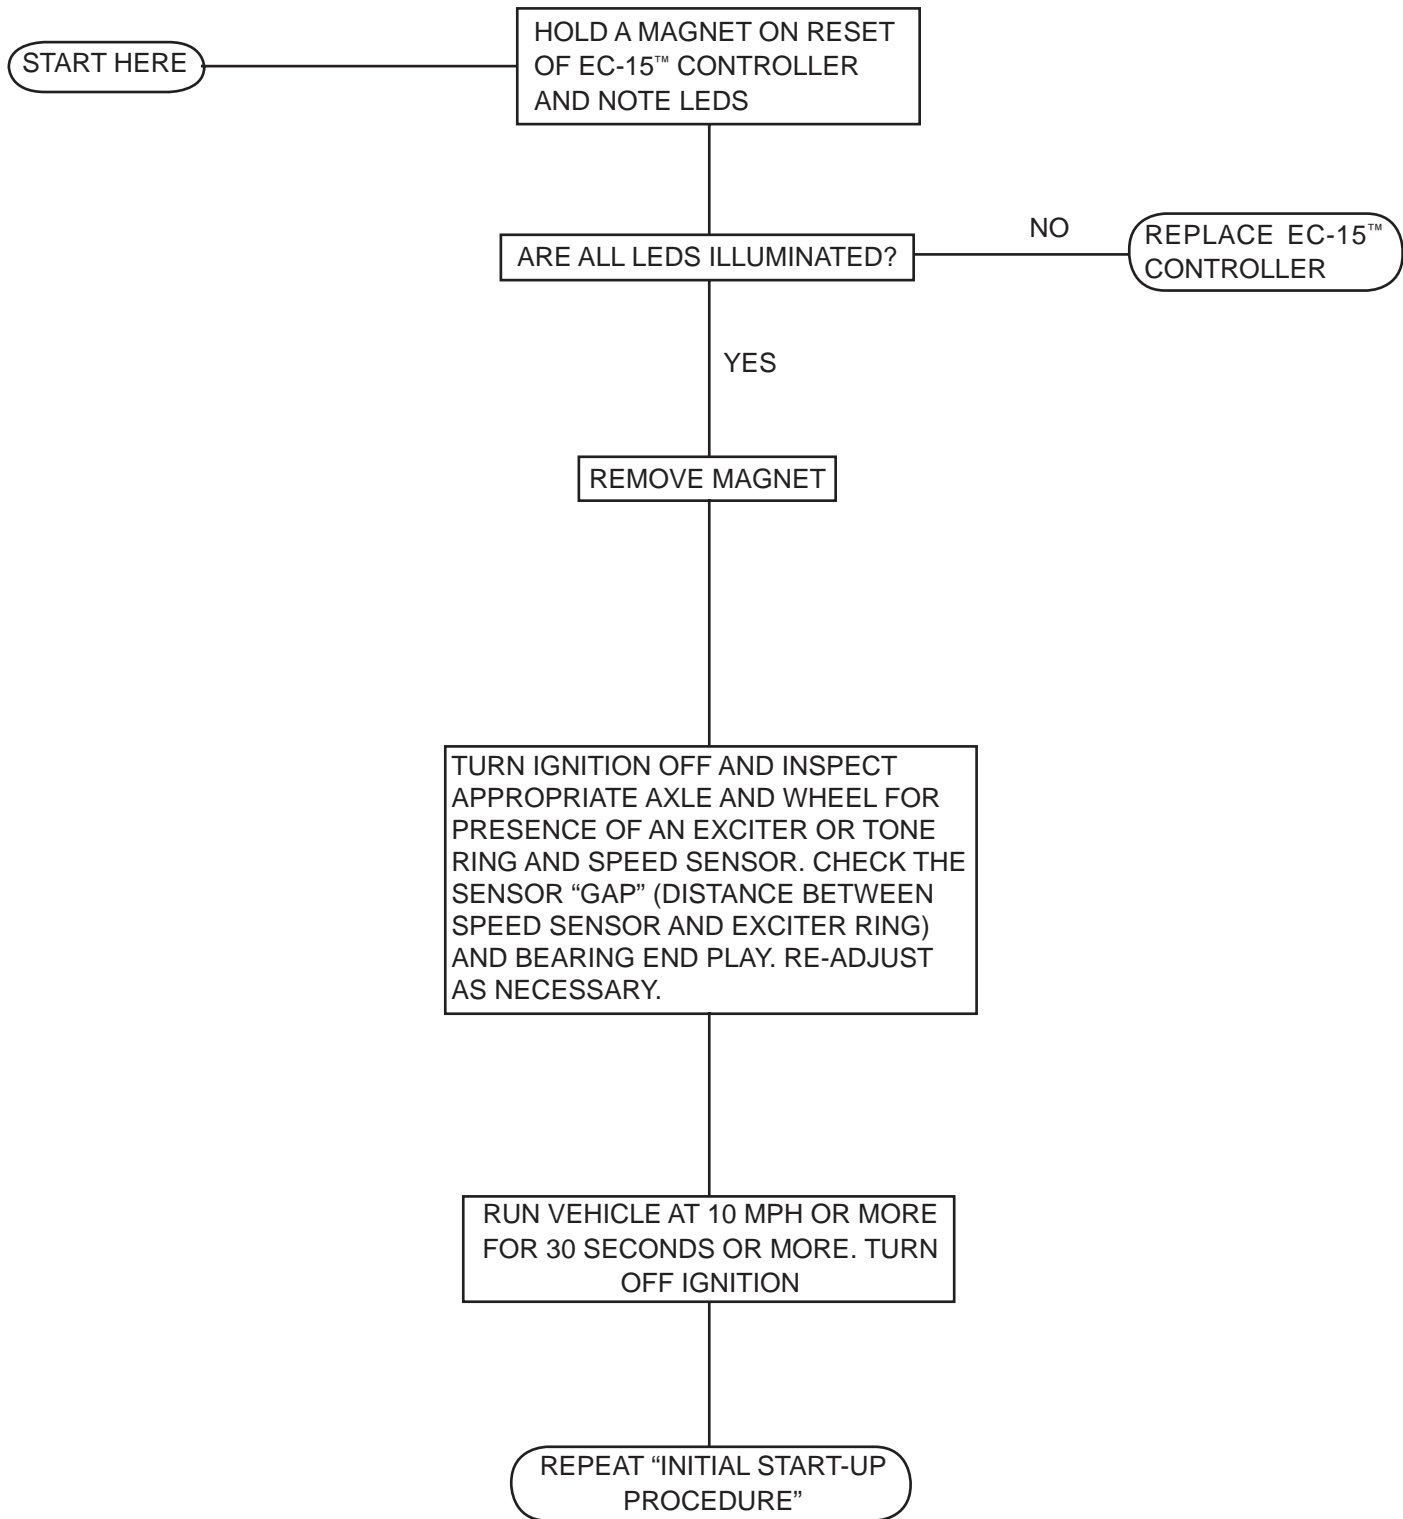 START HERE
HOLD A MAGNET ON RESET
OF EC-15™ CONTROLLER
AND NOTE LEDS
ARE ALL LEDS ILLUMINATED?
NO
REPLACE EC-15™
CONTROLLER
YES
REMOVE MAGNET
TURN IGNITION OFF AND INSPECT
APPROPRIATE AXLE AND WHEEL FOR
PRESENCE OF AN EXCITER OR TONE
RING AND SPEED SENSOR. CHECK THE
SENSOR “GAP” (DISTANCE BETWEEN
SPEED SENSOR AND EXCITER RING)
AND BEARING END PLAY. RE-ADJUST
AS NECESSARY.
RUN VEHICLE AT 10 MPH OR MORE
FOR 30 SECONDS OR MORE. TURN
OFF IGNITION
REPEAT “INITIAL START-UP
PROCEDURE”